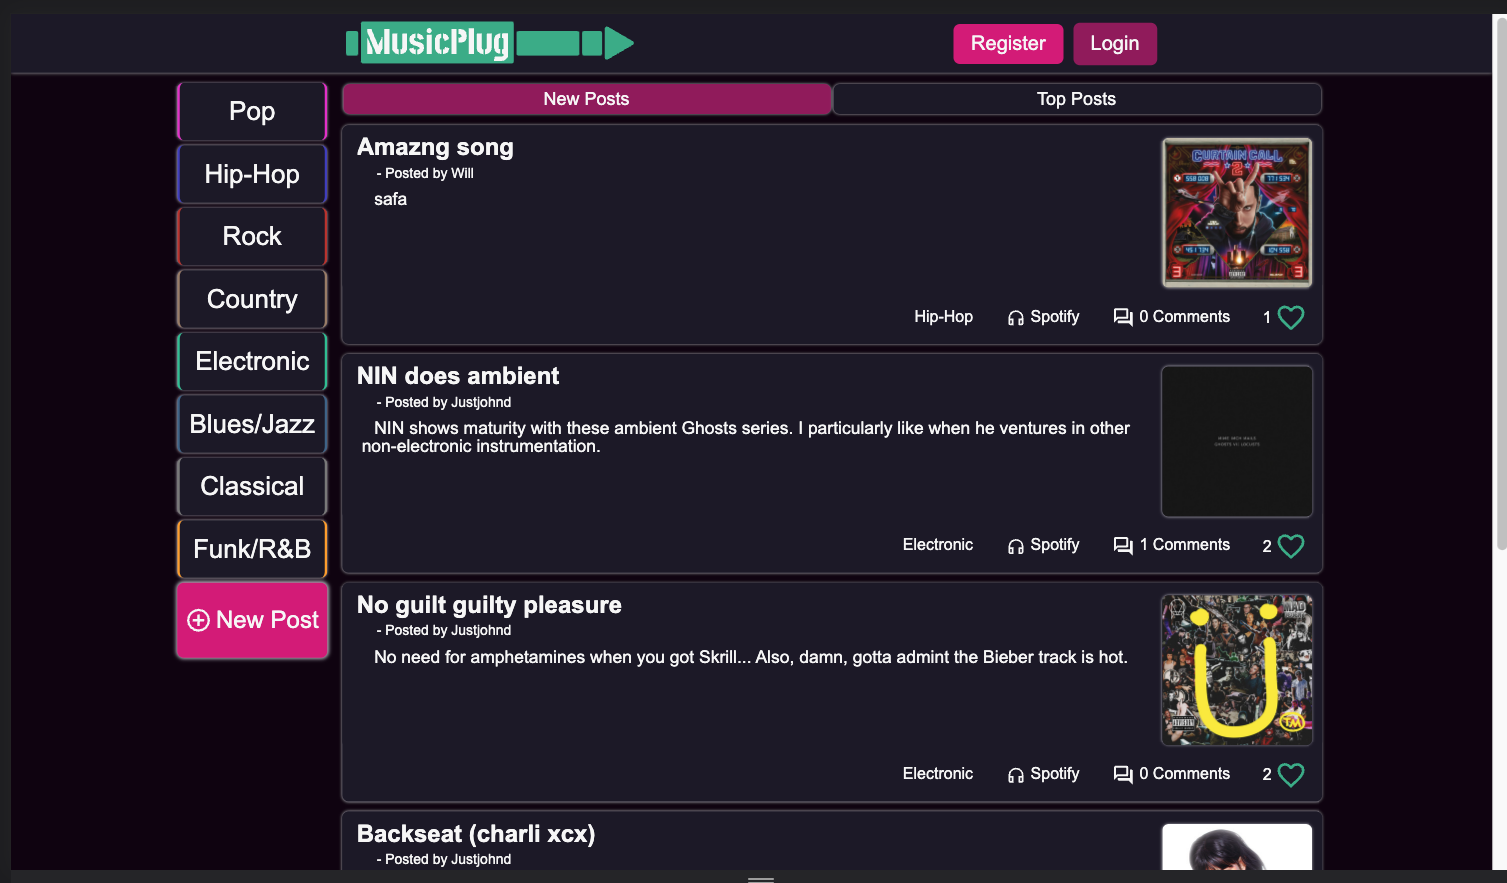 MusicPlug
Register
Login
Pop
Hip-Hop
Rock
Country
Electronic
Blues/Jazz
Classical
Funk/R&B
New Post
New Posts
Top Posts
Amazng song
- Posted by Will
safa
CURTAIN CALL
2
3
3
Hip-Hop
Spotify
0 Comments
1
NIN does ambient
- Posted by Justjohnd
NIN shows maturity with these ambient Ghosts series. I particularly like when he ventures in other
non-electronic instrumentation.
Electronic
Spotify
1 Comments
2
No guilt guilty pleasure
- Posted by Justjohnd
No need for amphetamines when you got Skrill... Also, damn, gotta admint the Bieber track is hot.
Ü
TM
Electronic
Spotify
0 Comments
2
Backseat (charli xcx)
- Posted by Justjohnd